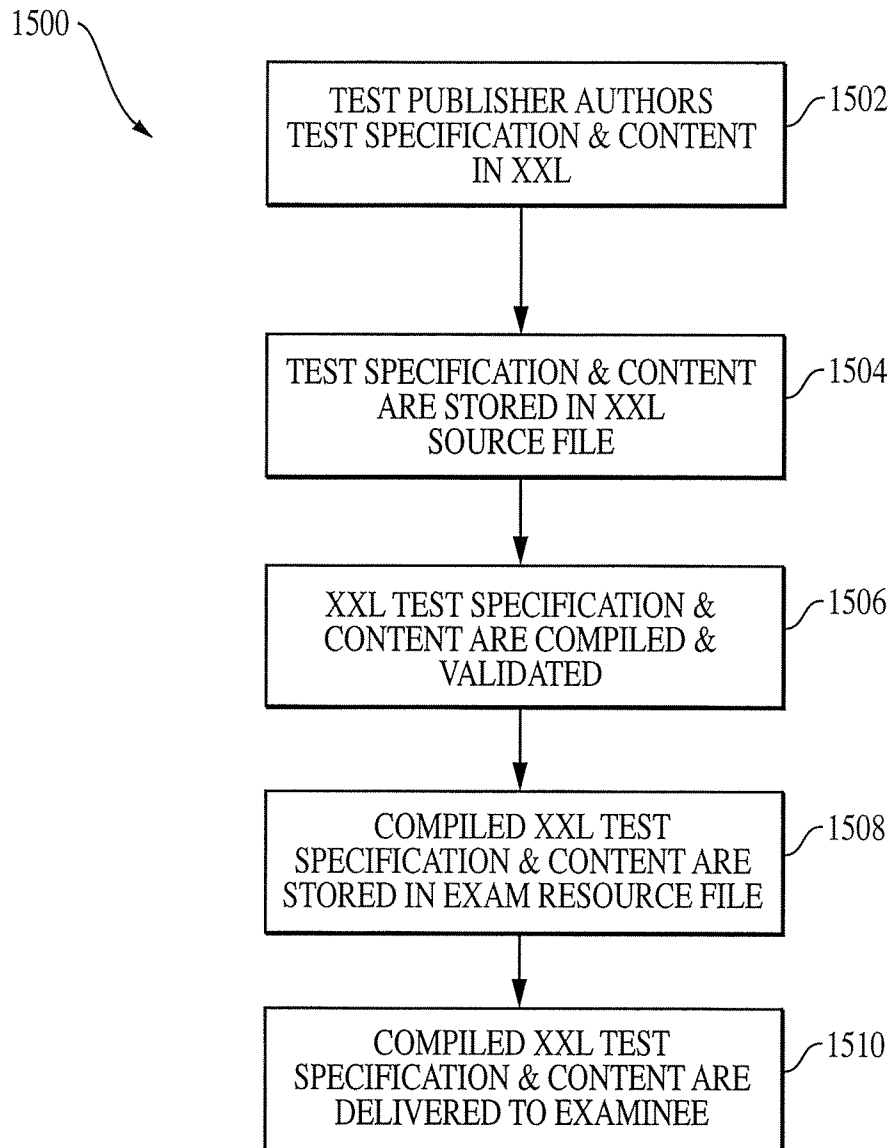 1500
TEST PUBLISHER AUTHORS
TEST SPECIFICATION & CONTENT
IN XXL
1502
TEST SPECIFICATION & CONTENT
ARE STORED IN XXL
SOURCE FILE
1504
XXL TEST SPECIFICATION &
CONTENT ARE COMPILED &
VALIDATED
1506
COMPILED XXL TEST
SPECIFICATION & CONTENT ARE
STORED IN EXAM RESOURCE FILE
1508
COMPILED XXL TEST
SPECIFICATION & CONTENT ARE
DELIVERED TO EXAMINEE
1510